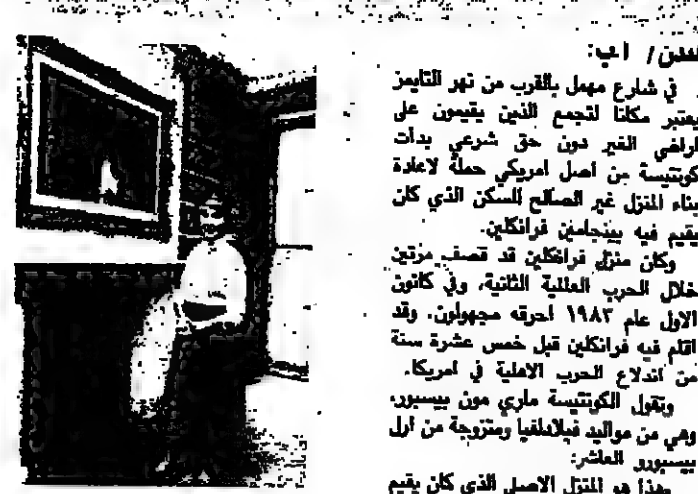 لندن / اب:
في شارع مهمل بالقرب من نهر التايمز
يعتبر مكانا لتجمع الذين يقيمون على
اراضي الغير دون حق شرعي بدأت
كونتيسة من اصل امريكي حملة لاعادة
بناء المنزل غير الصالح للسكن الذي كان
يقيم فيه بينجامين فرانكلين.
وكان منزل فرانكلين قد قصف مرتين
خلال الحرب العالمية الثانية، وفي كانون
الاول عام ١٩٨٣ احرقه مجهولون. وقد
اقام فيه فرانكلين قبل خمس عشرة سنة
من اندلاع الحرب الاهلية في امريكا.
وتقول الكونتيسة ماري مون بيسبور،
وهي من مواليد فيلادلفيا ومتزوجة من ارل
بيسبورو العاشر:
وهذا هو المنزل الاصيل الذي كان يقيم